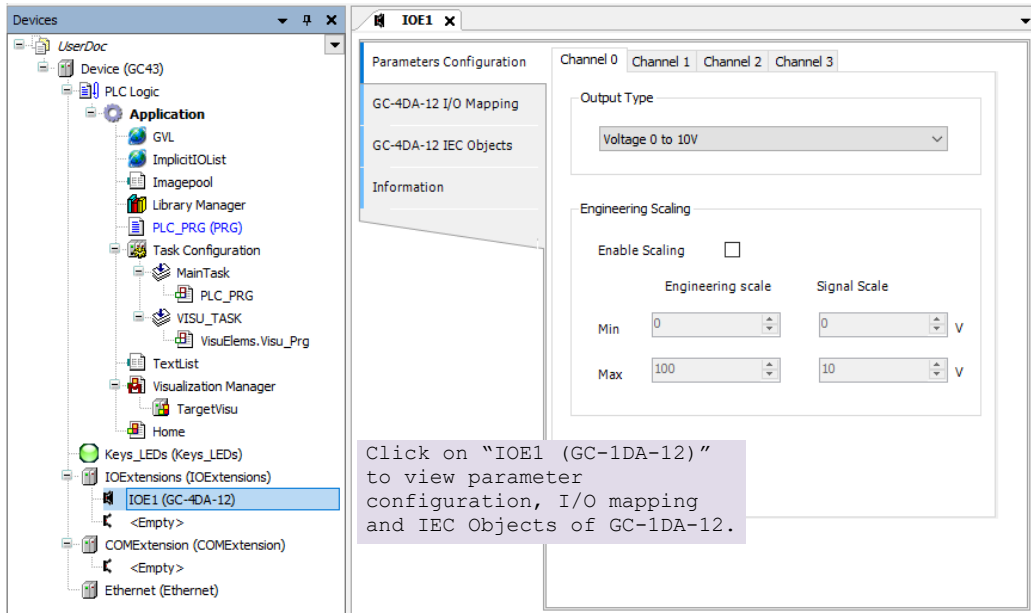 Devices
UserDoc
Device (GC43)
PLC Logic
Application
GVL
ImplicitIOList
Imagepool
Library Manager
PLC_PRG (PRG)
Task Configuration
MainTask
PLC_PRG
VISU_TASK
VisuElems.Visu_Prg
TextList
Visualization Manager
TargetVisu
Home
Keys_LEDs (Keys_LEDs)
IOExtensions (IOExtensions)
IOE1 (GC-4DA-12)
<Empty>
COMExtension (COMExtension)
<Empty>
Ethernet (Ethernet)
IOE1
Parameters Configuration
GC-4DA-12 I/O Mapping
GC-4DA-12 IEC Objects
Information
Channel 0 Channel 1 Channel 2 Channel 3
Output Type
Voltage 0 to 10V
Engineering Scaling
Enable Scaling
Engineering scale Signal Scale
Min 0 0 V
Max 100 10 V
Click on “IOE1 (GC-1DA-12)”
to view parameter
configuration, I/O mapping
and IEC Objects of GC-1DA-12.